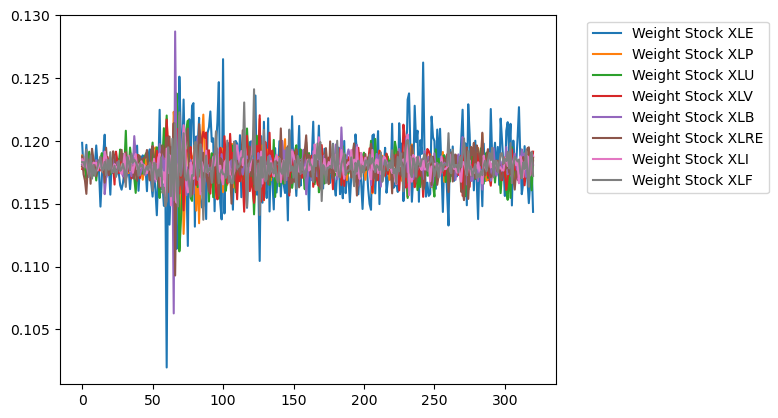 0.130
0.125
0.120
0.115
0.110
0.105
0
50
100
150
200
250
300
Weight Stock XLE
Weight Stock XLP
Weight Stock XLU
Weight Stock XLV
Weight Stock XLB
Weight Stock XLRE
Weight Stock XLI
Weight Stock XLF